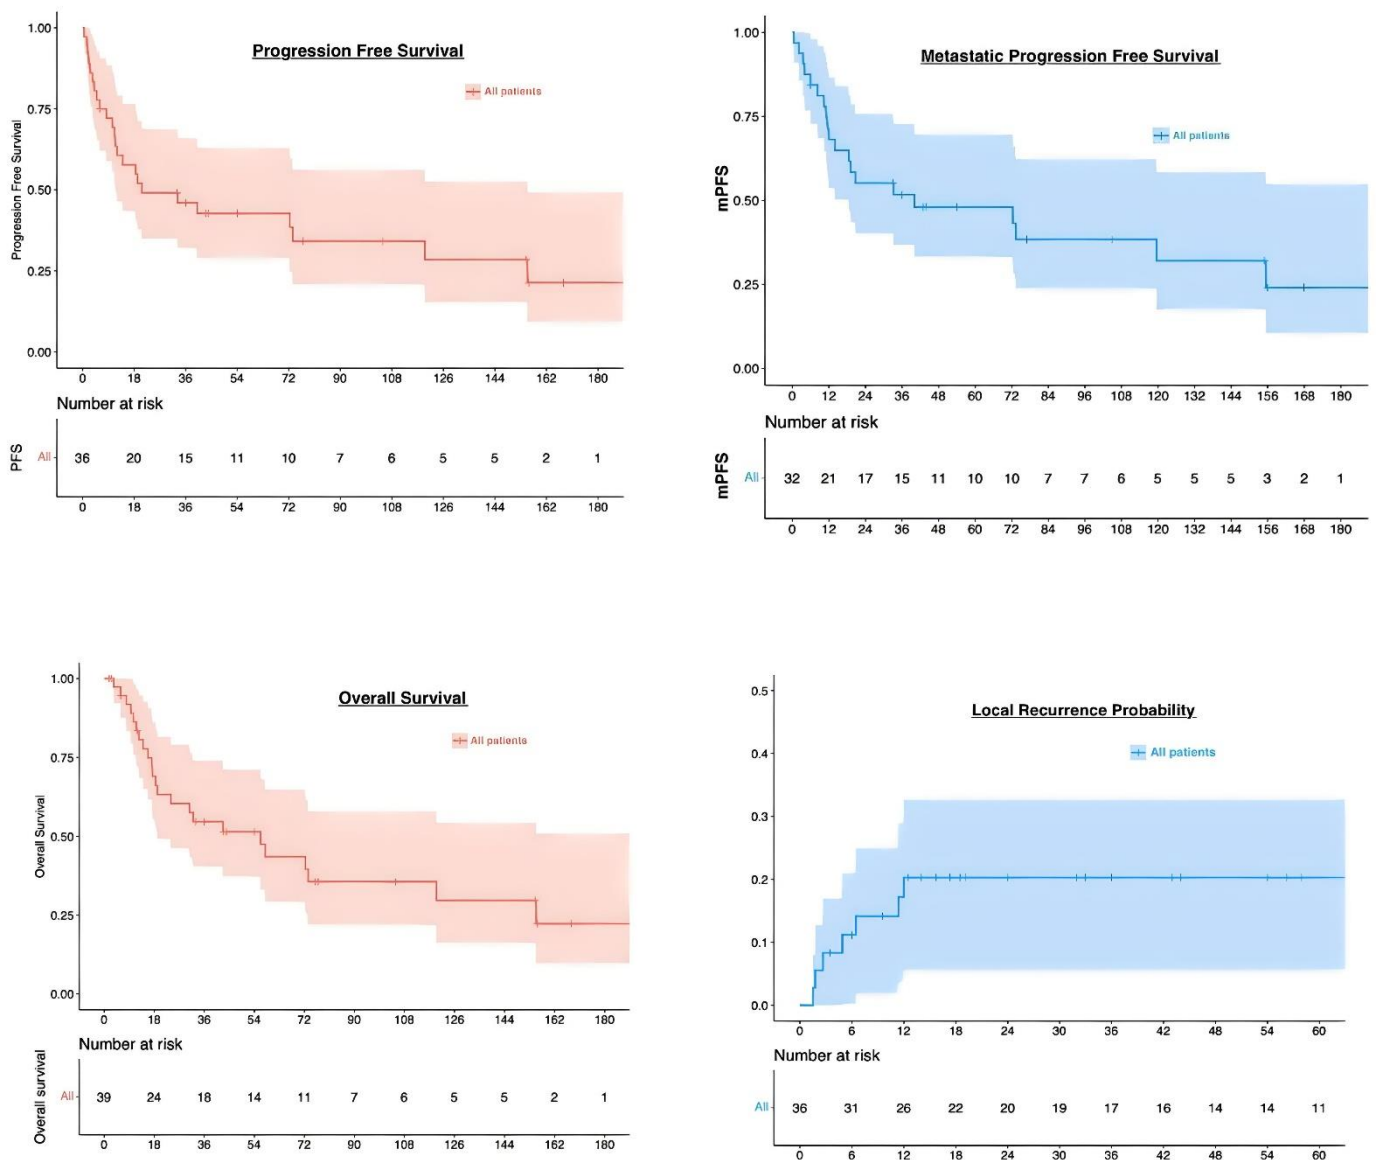 Progression Free Survival
All patients
Progression Free Survival
1.00
0.75
0.50
0.25
0.00
0 18 36 54 72 90 108 126 144 162 180
Number at risk
PFS
All
36 20 15 11 10 7 6 5 5 2 1
0 18 36 54 72 90 108 126 144 162 180
Metastatic Progression Free Survival
All patients
mPFS
1.00
0.75
0.50
0.25
0.00
0 12 24 36 48 60 72 84 96 108 120 132 144 156 168 180
Number at risk
mPFS
All
32 21 17 15 11 10 10 7 7 6 5 5 5 3 2 1
0 12 24 36 48 60 72 84 96 108 120 132 144 156 168 180
Overall Survival
All patients
Overall Survival
1.00
0.75
0.50
0.25
0.00
0 18 36 54 72 90 108 126 144 162 180
Number at risk
Overall survival
All
39 24 18 14 11 7 6 5 5 2 1
0 18 36 54 72 90 108 126 144 162 180
Local Recurrence Probability
All patients
0.5
0.4
0.3
0.2
0.1
0.0
0 6 12 18 24 30 36 42 48 54 60
Number at risk
All
36 31 26 22 20 19 17 16 14 14 11
0 6 12 18 24 30 36 42 48 54 60